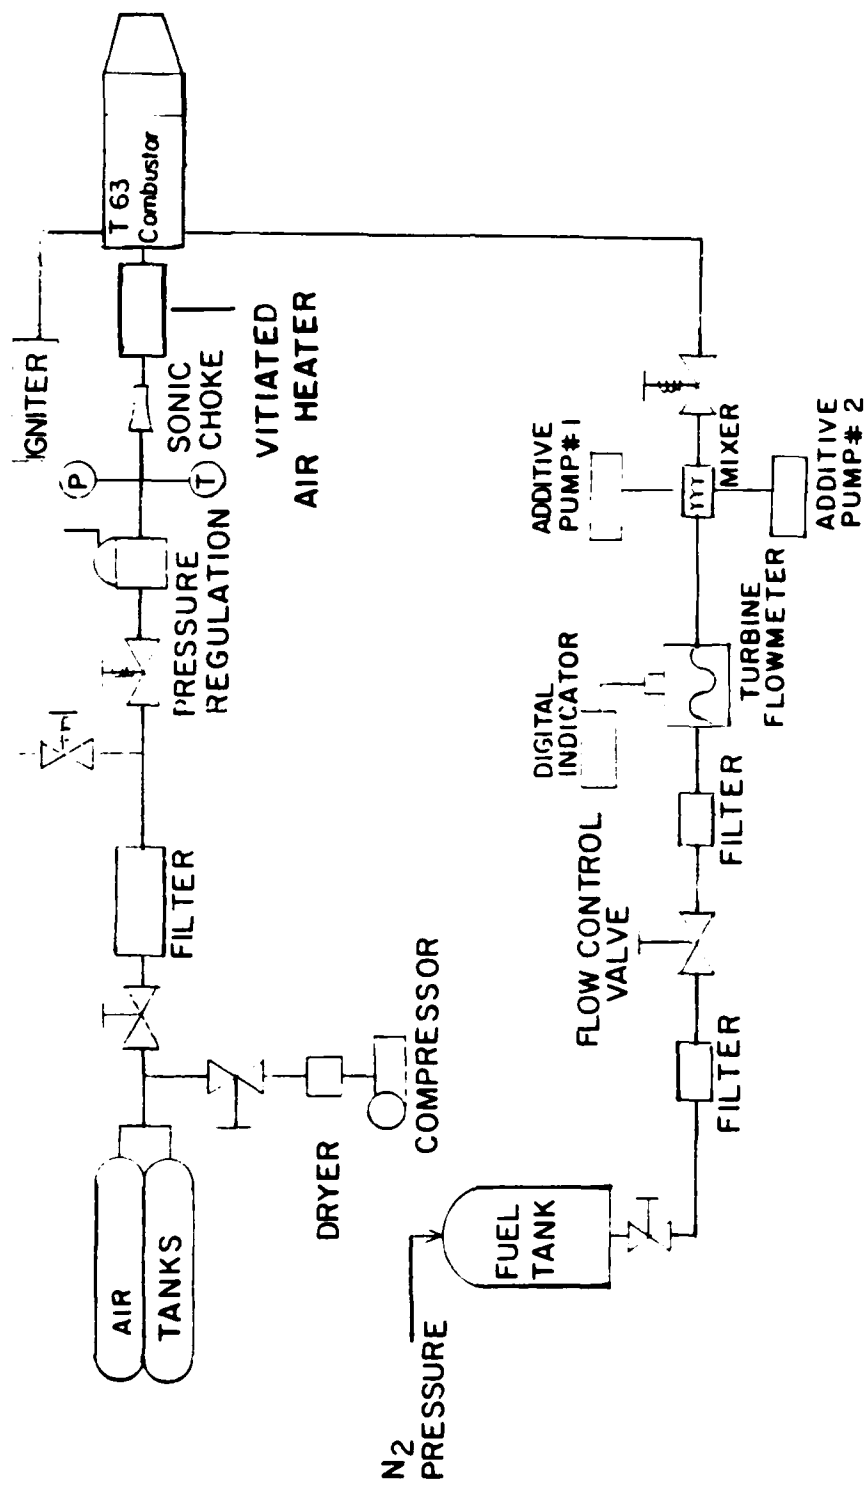 AIR
TANKS
DRYER
COMPRESSOR
FILTER
PRESSURE
REGULATION
P
T
SONIC
CHOKE
IGNITER
VITIATED
AIR HEATER
T 63
Combustor
N2
PRESSURE
FUEL
TANK
FILTER
FLOW CONTROL
VALVE
FILTER
DIGITAL
INDICATOR
TURBINE
FLOWMETER
ADDITIVE
PUMP#1
MIXER
ADDITIVE
PUMP# 2